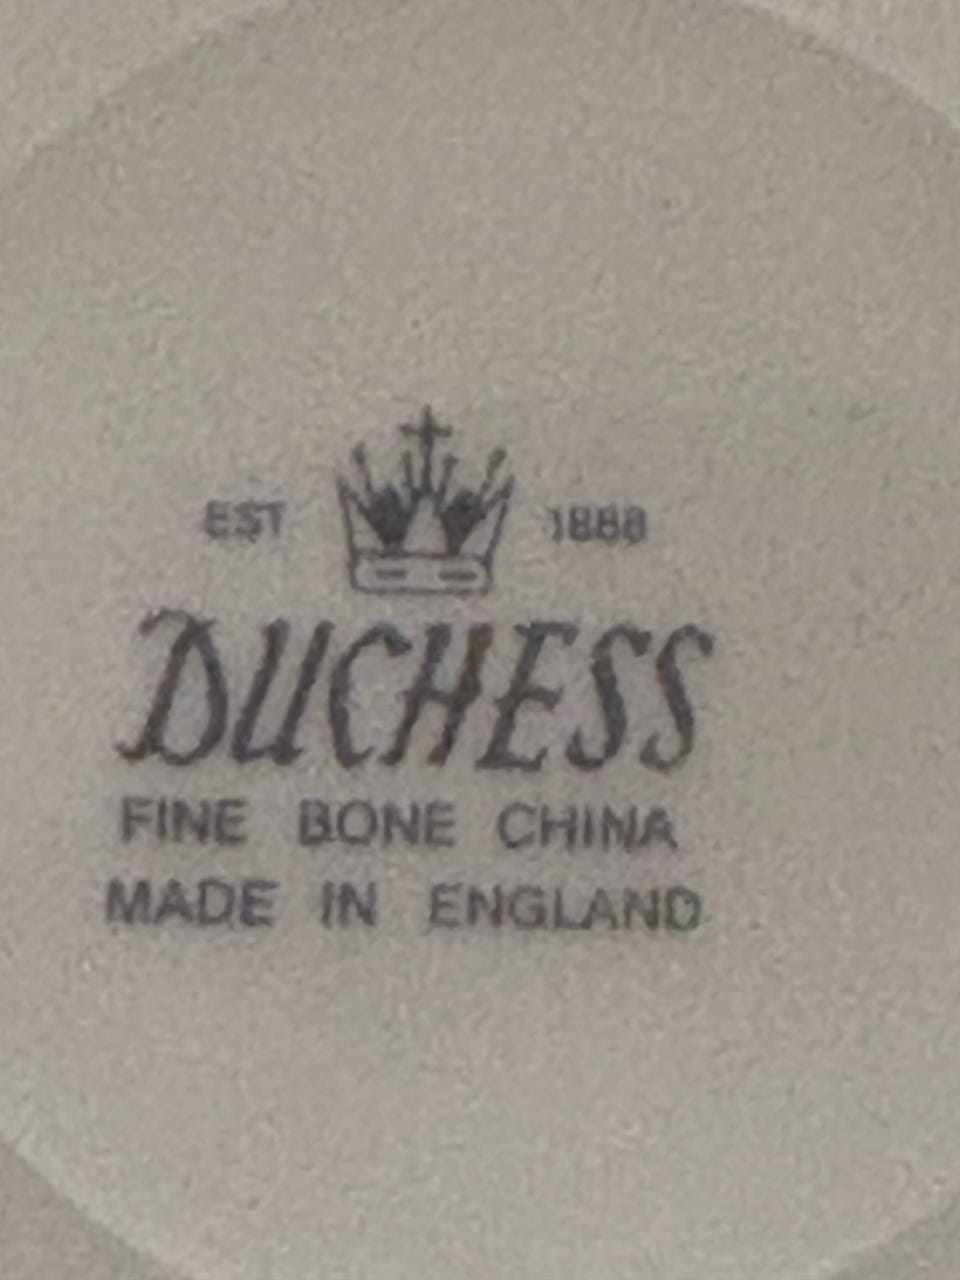 EST 1888
DUCHESS
FINE BONE CHINA
MADE IN ENGLAND